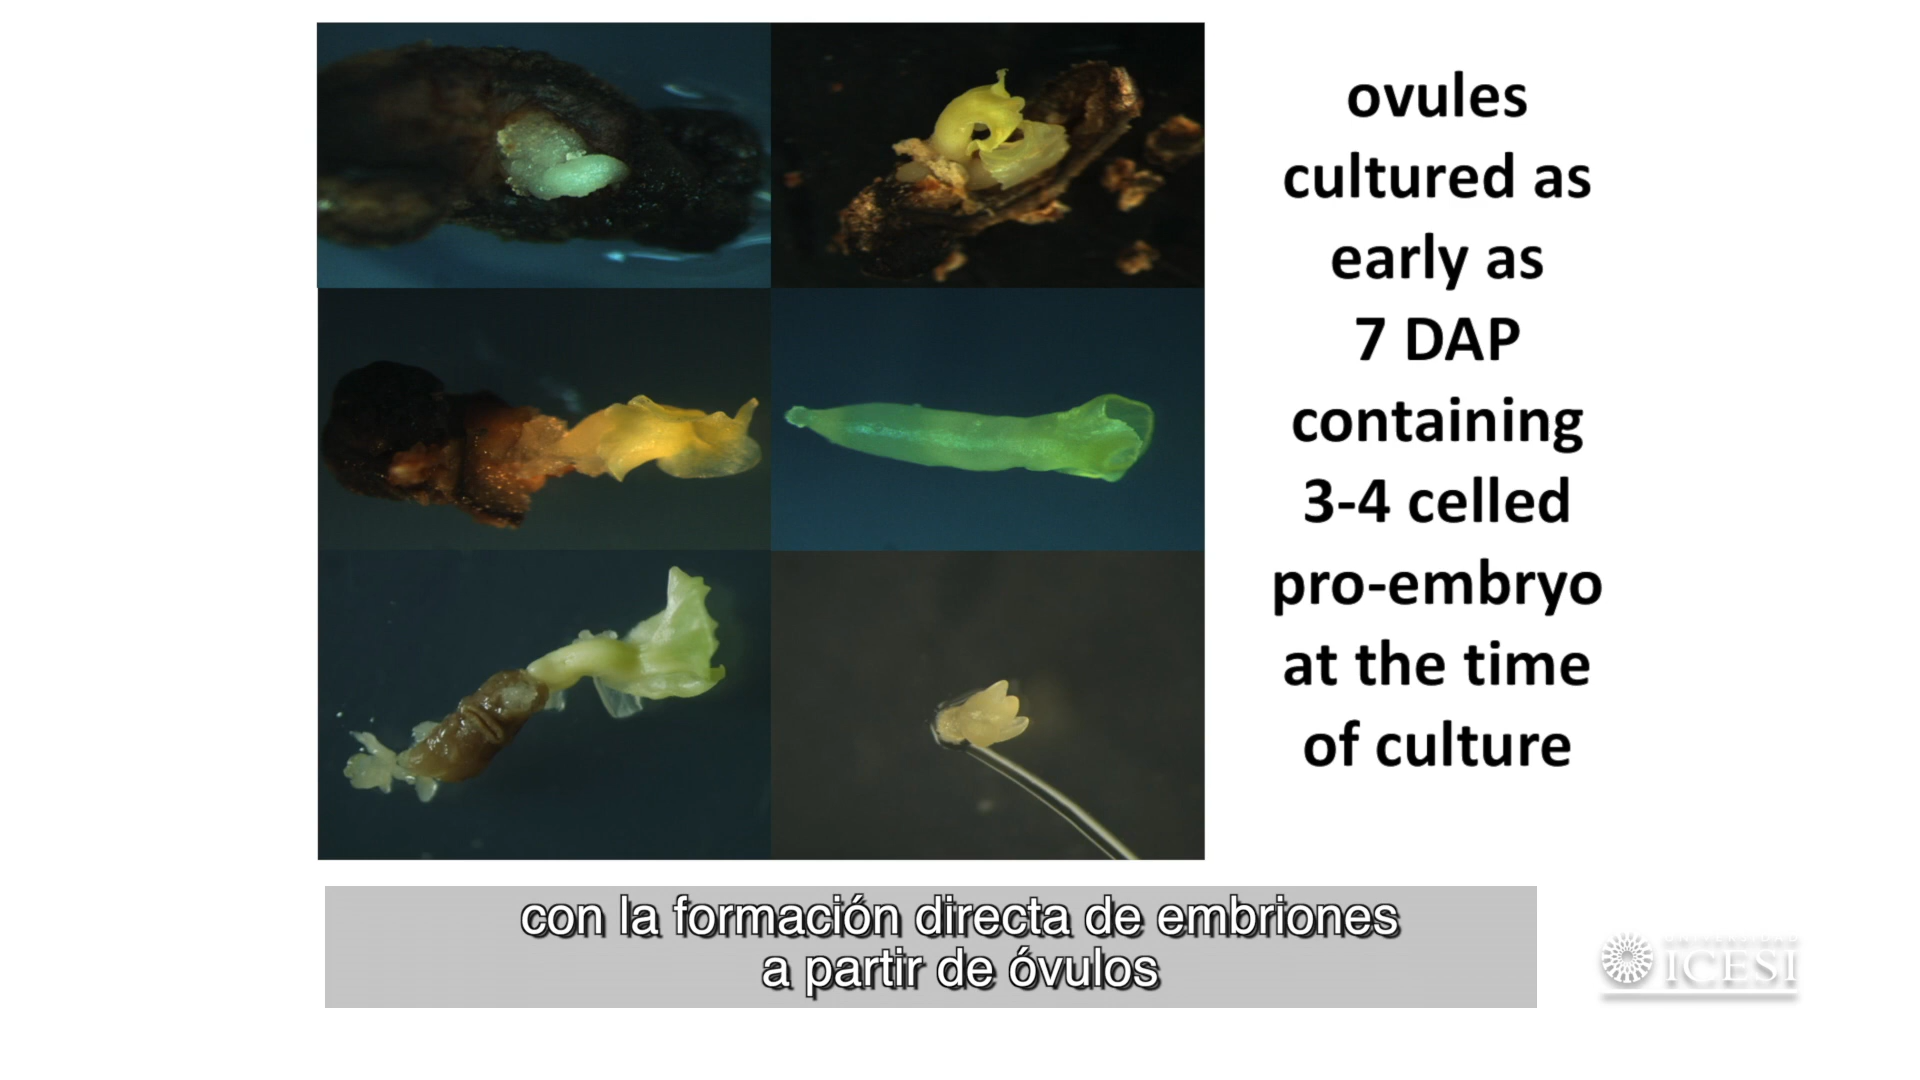 ovules
cultured as
early as
7 DAP
containing
3-4 celled
pro-embryo
at the time
of culture
con la formación directa de embriones
a partir de óvulos
UNIVERSIDAD
ICESI